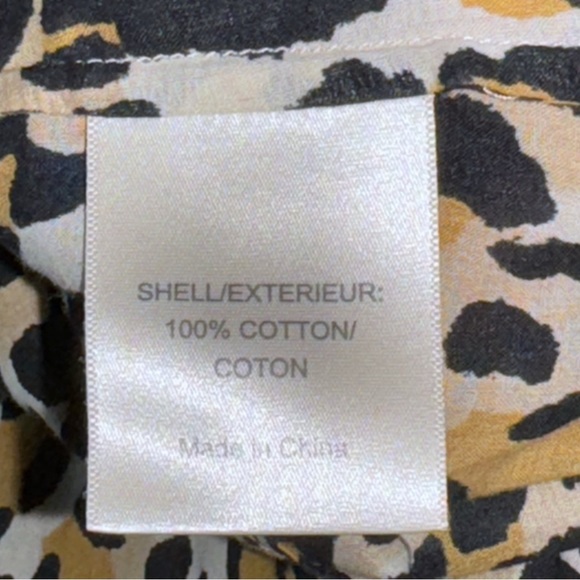 SHELL/EXTERIEUR:
100% COTTON/
COTON
Made in China